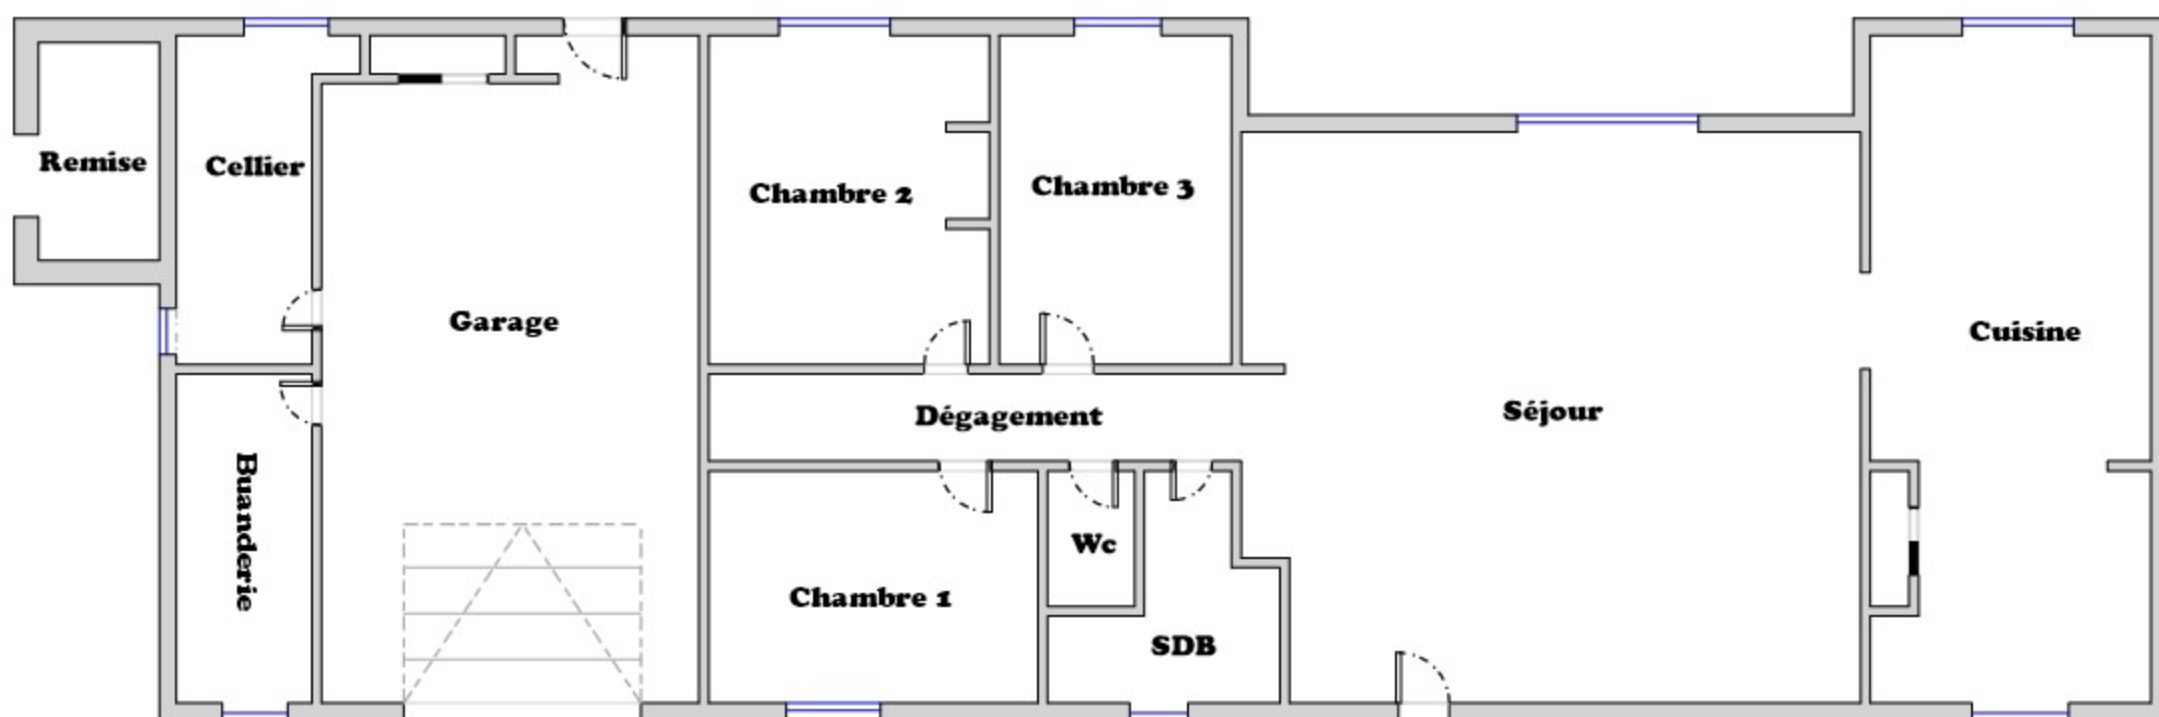 Remise
Cellier
Garage
Buanderie
Chambre 2
Chambre 3
Dégagement
Chambre 1
Wc
SDB
Séjour
Cuisine